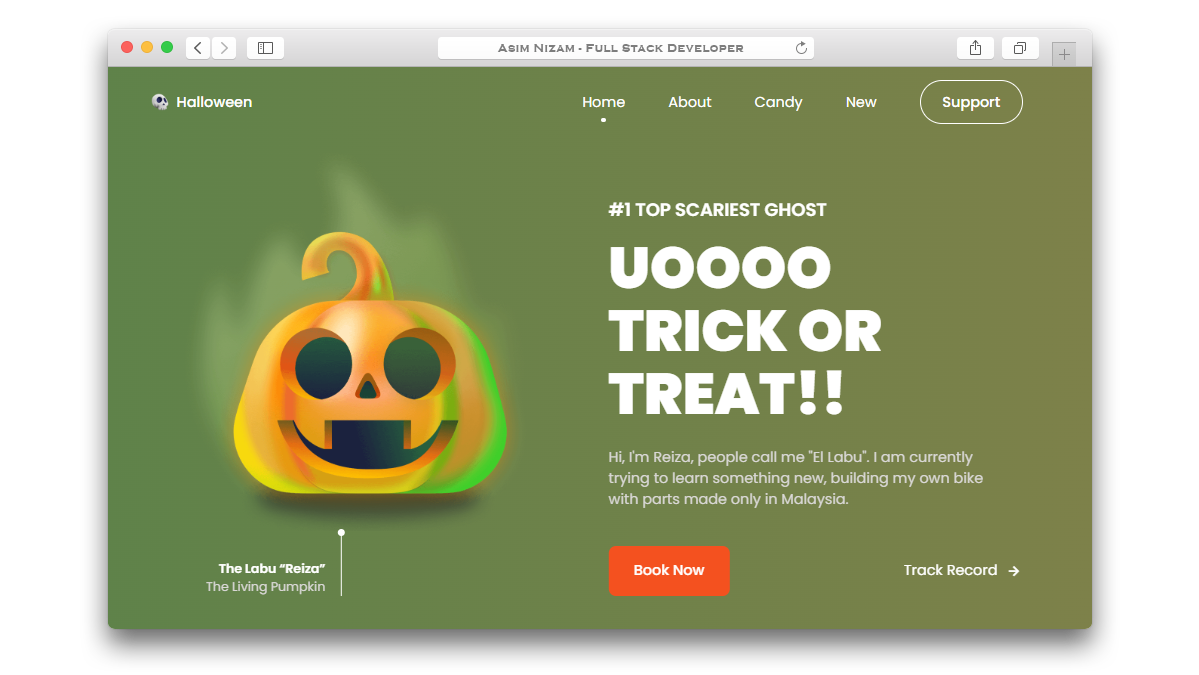 Asim Nizam - Full Stack Developer
Halloween
Home
About
Candy
New
Support
#1 TOP SCARIEST GHOST
UOOOO
TRICK OR
TREAT!!
Hi, I'm Reiza, people call me "El Labu". I am currently
trying to learn something new, building my own bike
with parts made only in Malaysia.
Book Now
Track Record
The Labu “Reiza”
The Living Pumpkin